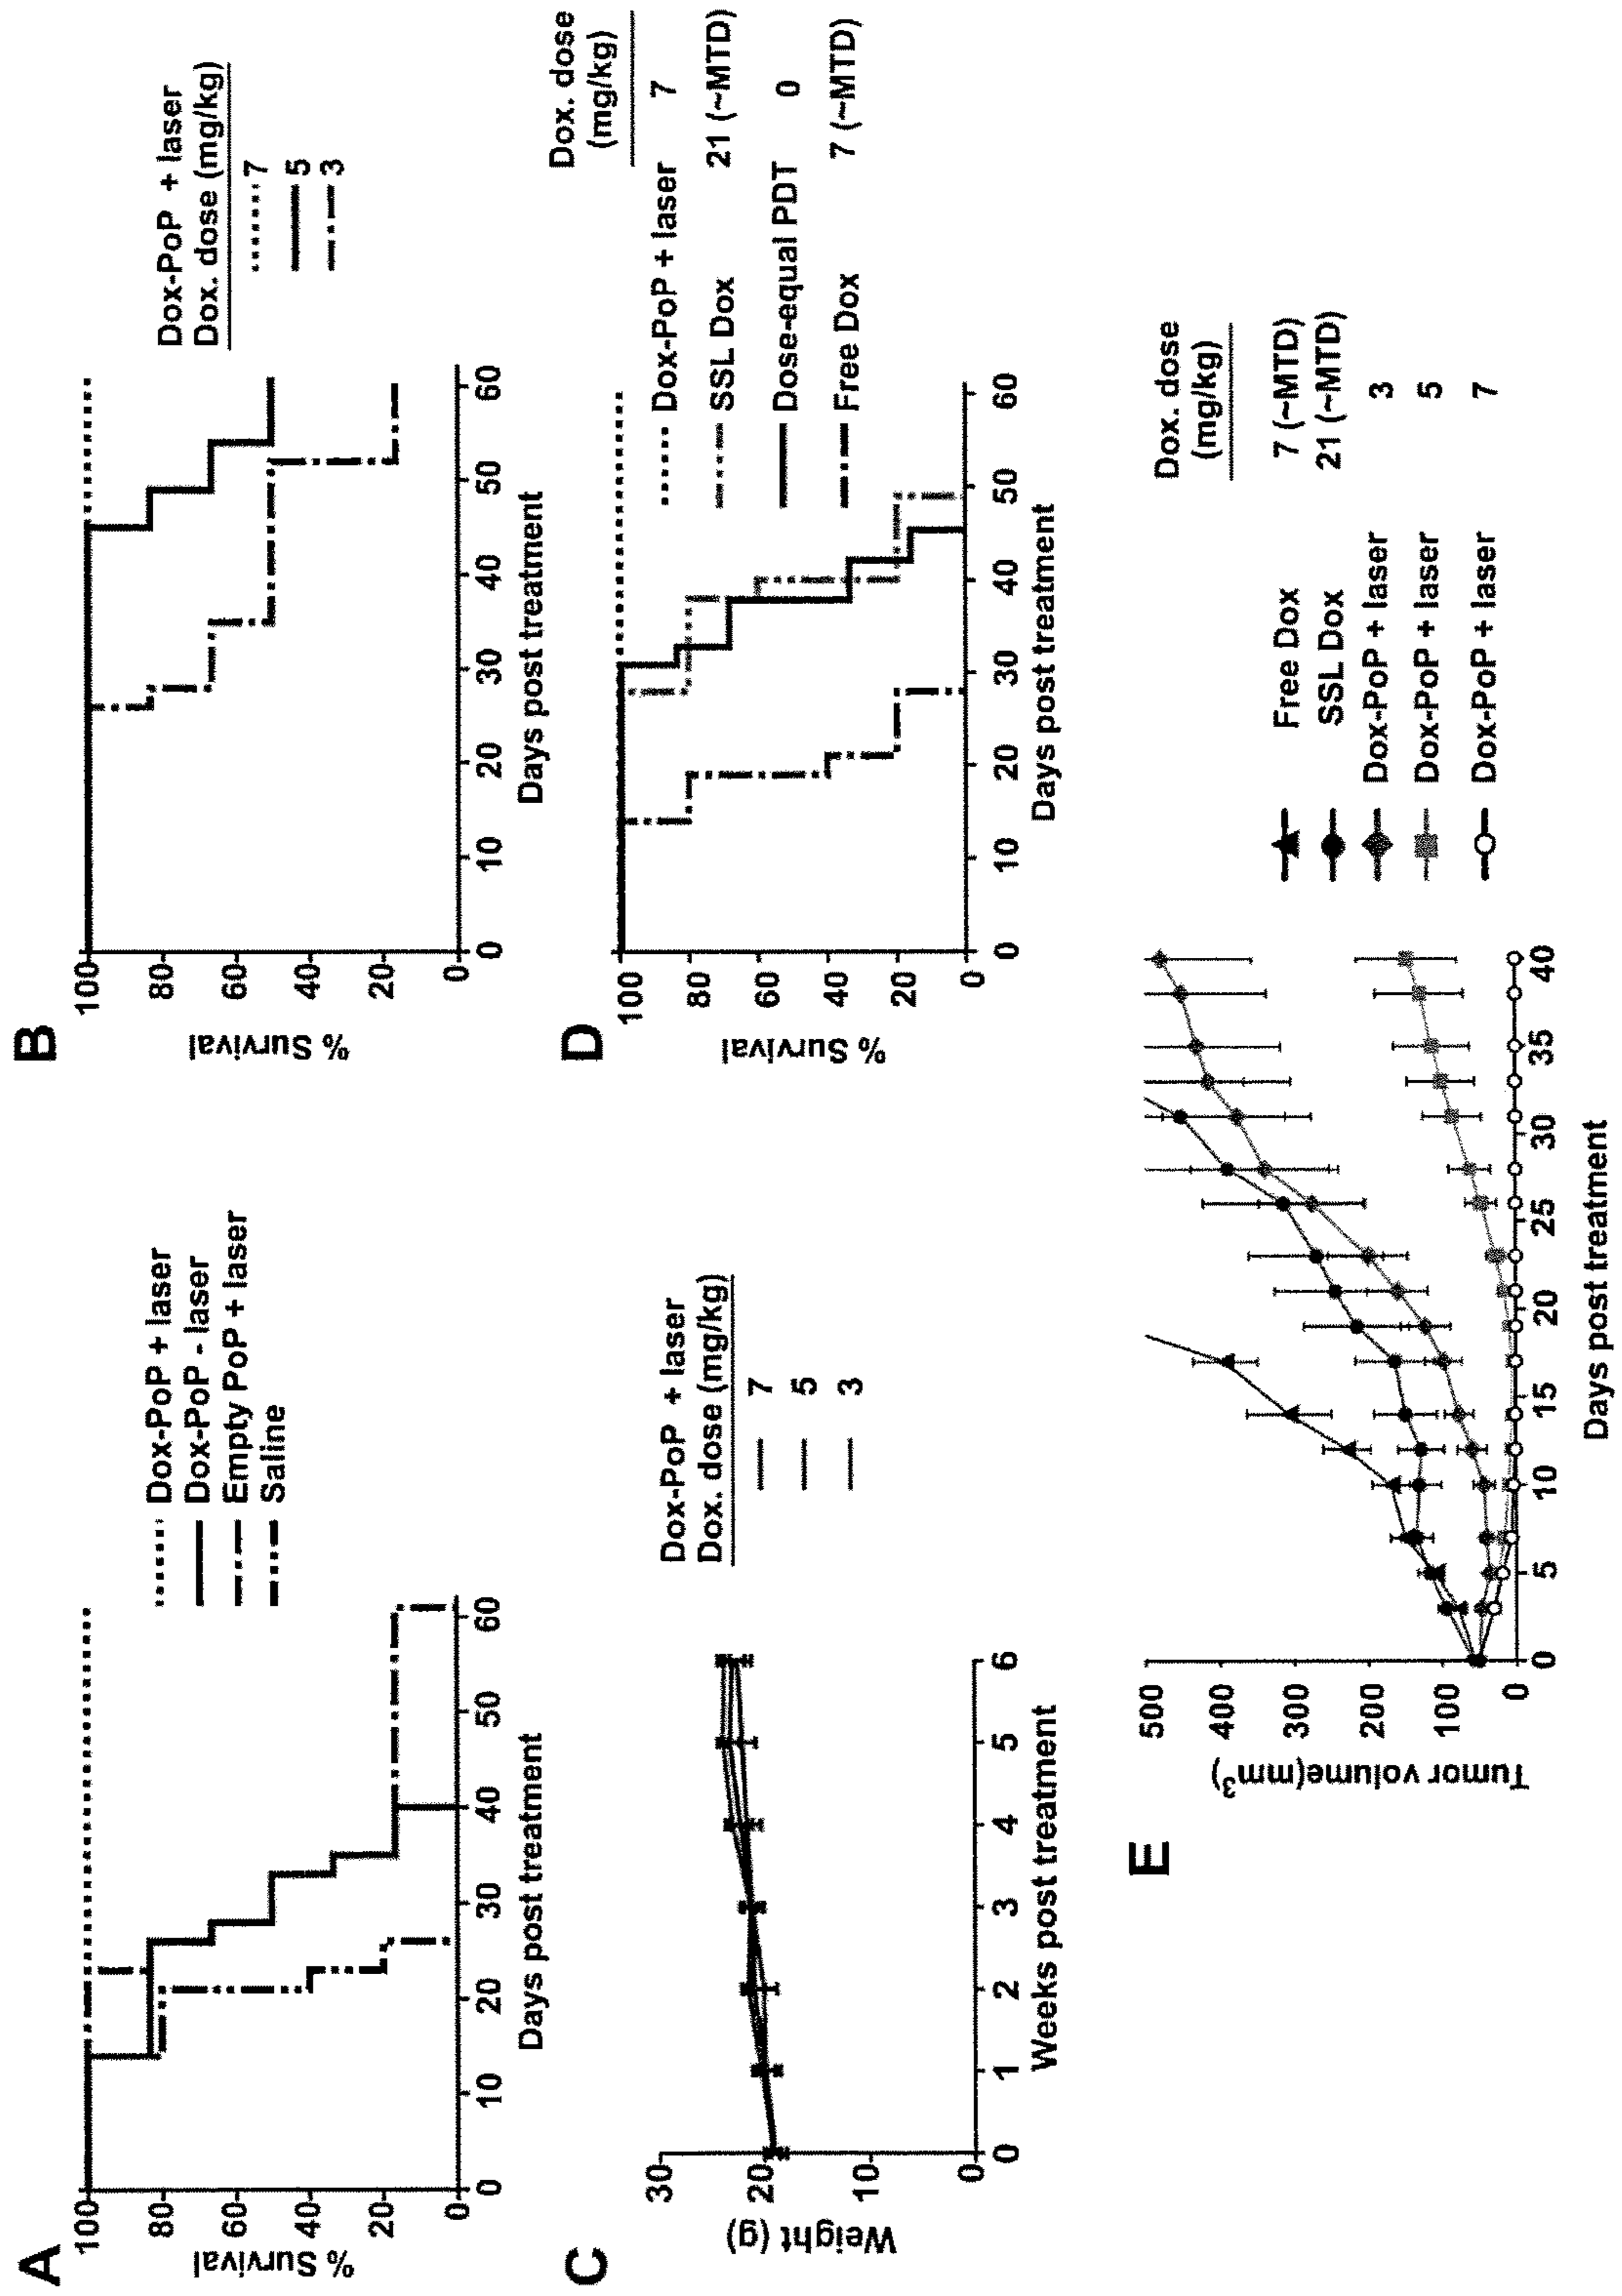 A
100
80
60
40
20
0
% Survival
0 10 20 30 40 50 60
Days post treatment
Dox-PoP + laser
Dox-PoP - laser
Empty PoP + laser
Saline
B
100
80
60
40
20
0
% Survival
0 10 20 30 40 50 60
Days post treatment
Dox-PoP + laser
Dox. dose (mg/kg)
7
5
3
C
30
20
10
0
Weight (g)
0 1 2 3 4 5 6
Weeks post treatment
Dox-PoP + laser
Dox. dose (mg/kg)
7
5
3
D
100
80
60
40
20
0
% Survival
0 10 20 30 40 50 60
Days post treatment
Dox. dose
(mg/kg)
Dox-PoP + laser 7
SSL Dox 21 (~MTD)
Dose-equal PDT 0
Free Dox 7 (~MTD)
E
500
400
300
200
100
0
Tumor volume(mm³)
0 5 10 15 20 25 30 35 40
Days post treatment
Dox. dose
(mg/kg)
Free Dox 7 (~MTD)
SSL Dox 21 (~MTD)
Dox-PoP + laser 3
Dox-PoP + laser 5
Dox-PoP + laser 7